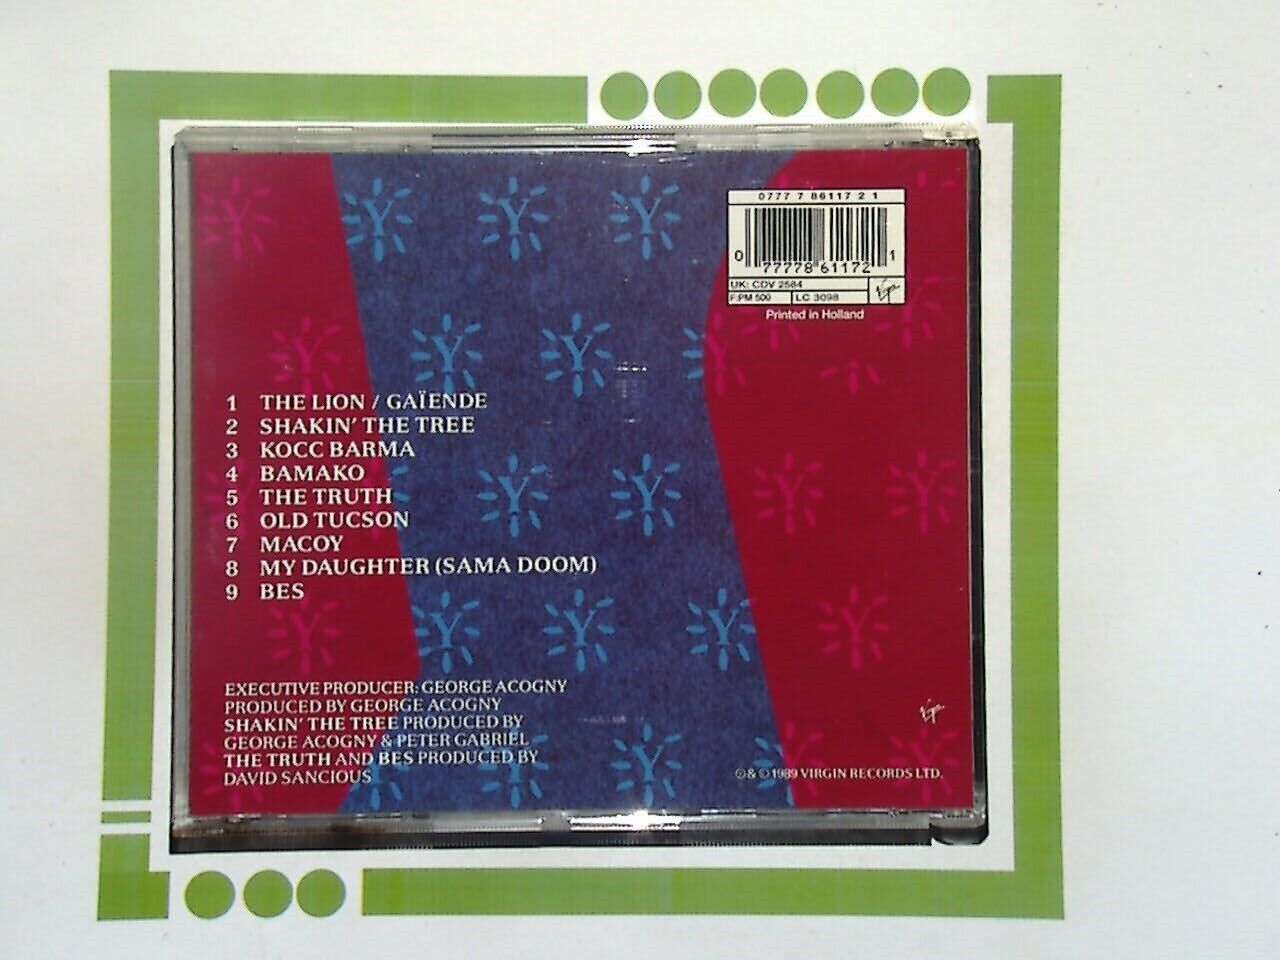 0777 7 86117 2 1
0 77778 61172 1
UK: CDV 2584
F:PM 500 LC 3098
Virgin
Printed in Holland
1 THE LION / GAÏENDE
2 SHAKIN' THE TREE
3 KOCC BARMA
4 BAMAKO
5 THE TRUTH
6 OLD TUCSON
7 MACOY
8 MY DAUGHTER (SAMA DOOM)
9 BES
EXECUTIVE PRODUCER: GEORGE ACOGNY
PRODUCED BY GEORGE ACOGNY
SHAKIN' THE TREE PRODUCED BY
GEORGE ACOGNY & PETER GABRIEL
THE TRUTH AND BES PRODUCED BY
DAVID SANCIOUS
Virgin
℗ & © 1989 VIRGIN RECORDS LTD.